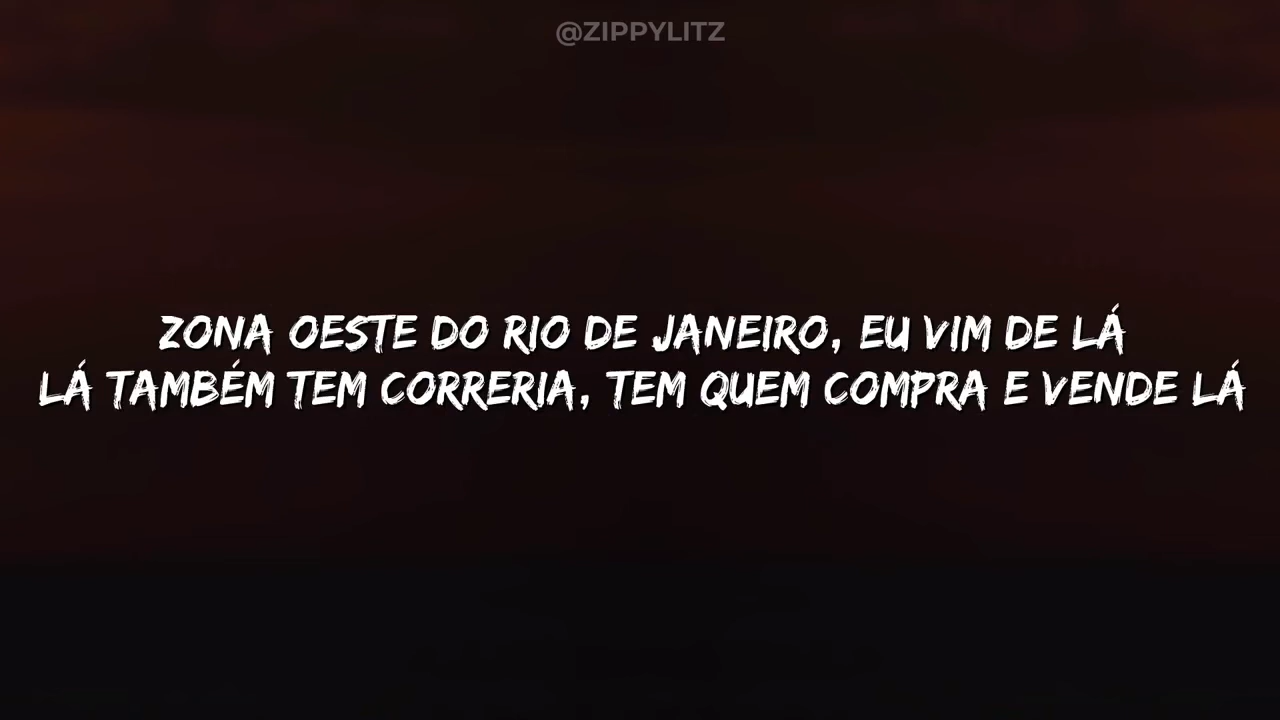 @ZIPPYLITZ
ZONA OESTE DO RIO DE JANEIRO, EU VIM DE LÁ
LÁ TAMBÉM TEM CORRERIA, TEM QUEM COMPRA E VENDE LÁ